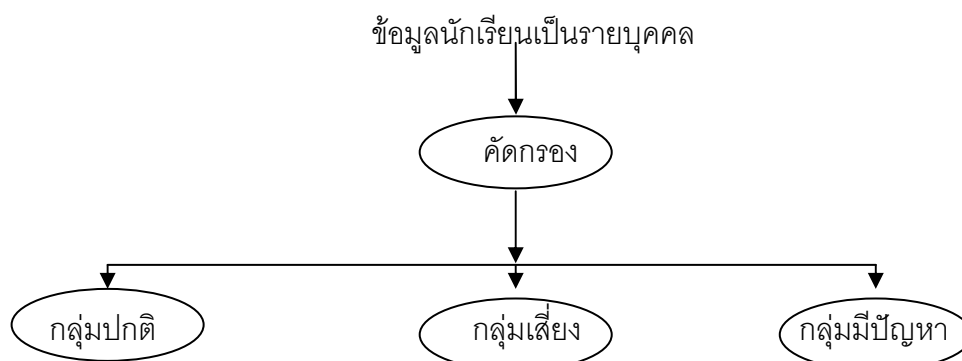 ข้อมูลนักเรียนเป็นรายบุคคล
คัดกรอง
กลุ่มปกติ กลุ่มเสี่ยง กลุ่มมีปัญหา